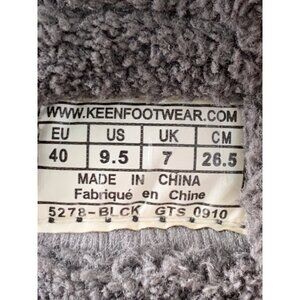 WWW.KEENFOOTWEAR.COM
EU US UK CM
40 9.5 7 26.5
MADE IN CHINA
Fabriqué en Chine
5278-BLCK GTS 0910